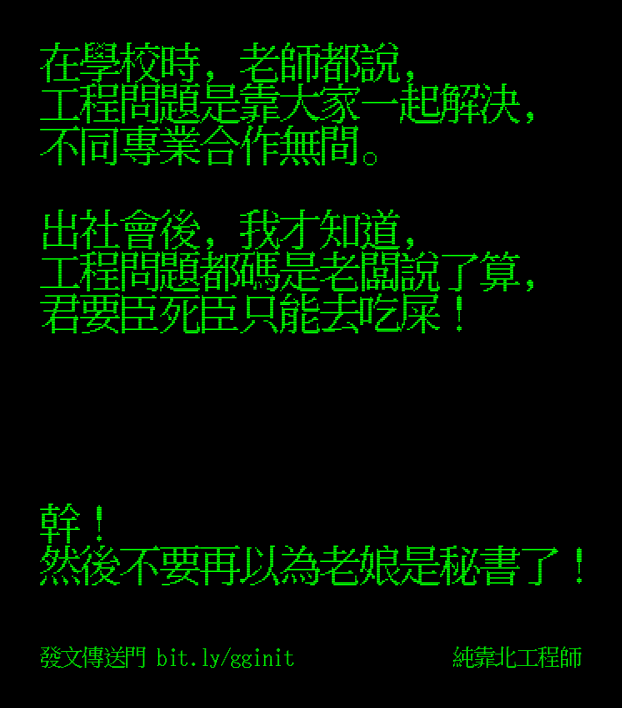 在學校時，老師都說，
工程問題是靠大家一起解決，
不同專業合作無間。
出社會後，我才知道，
工程問題都碼是老闆說了算，
君要臣死臣只能去吃屎！
幹！
然後不要再以為老娘是秘書了！
發文傳送門 bit.ly/gginit
純靠北工程師